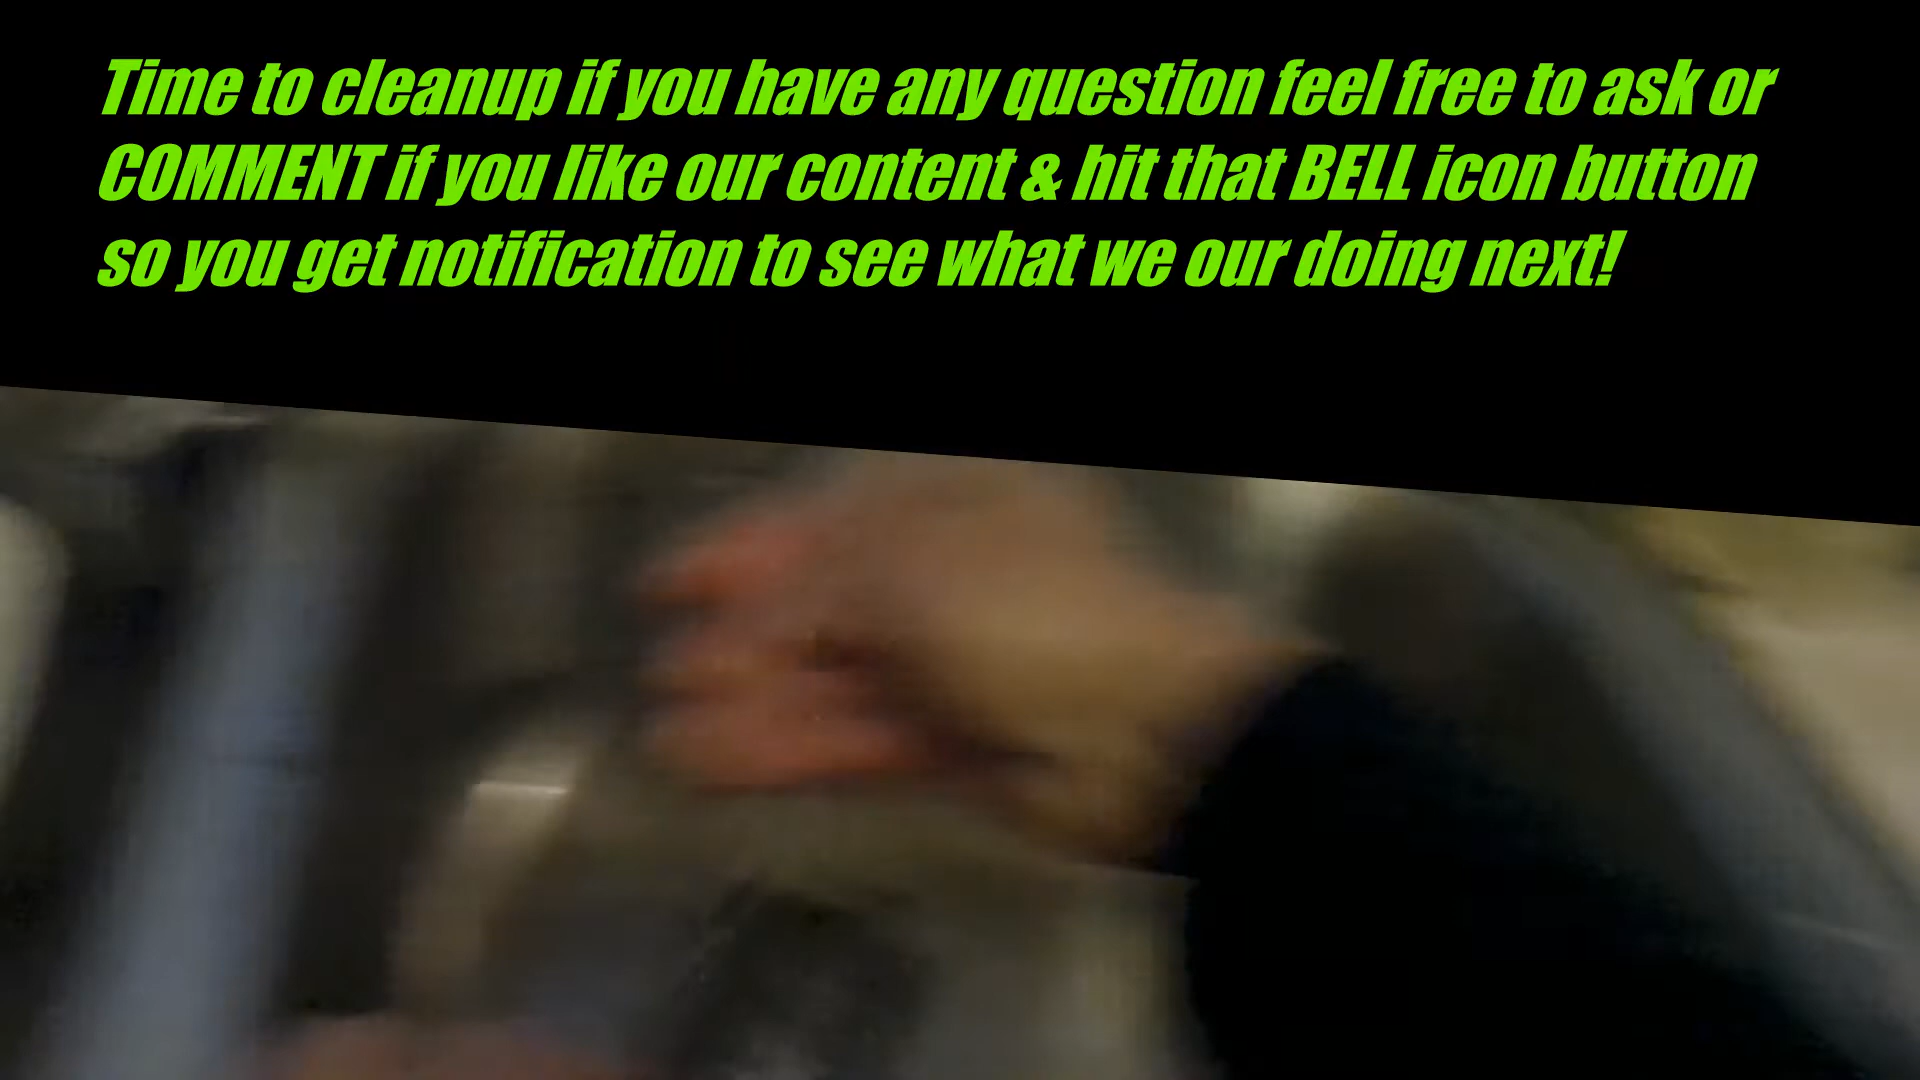 Time to cleanup if you have any question feel free to ask or
COMMENT if you like our content & hit that BELL icon button
so you get notification to see what we our doing next!